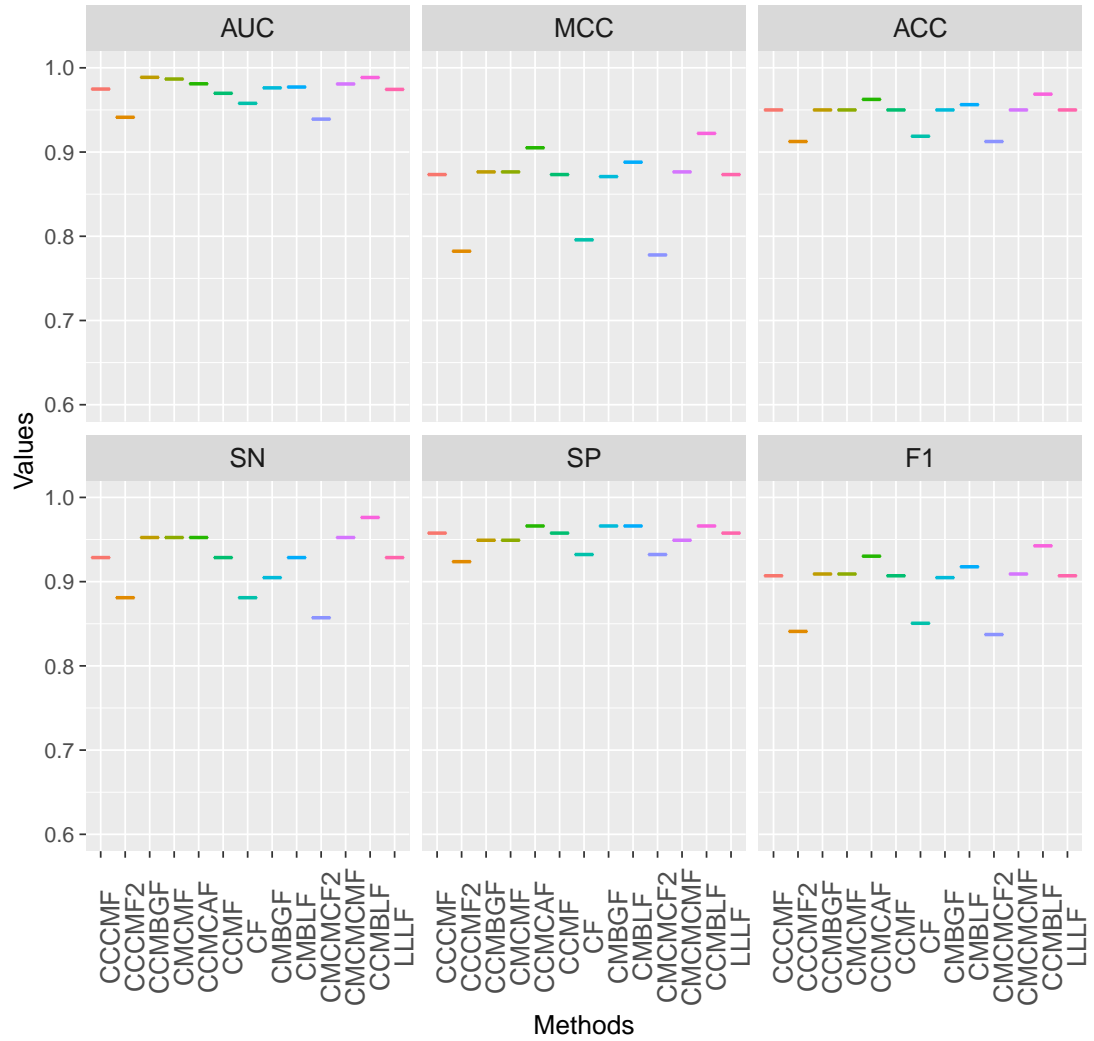 AUC MCC ACC
1.0
0.9
0.8
0.7
0.6
SN SP F1
1.0
0.9
0.8
0.7
0.6
Values
CCCMF CCCMF2 CCMBGF CMCMF CCMCAF CCMF CF CMBGF CMBLF CMCMCF2 CMCMCMF CCMBLF LLLF
CCCMF CCCMF2 CCMBGF CMCMF CCMCAF CCMF CF CMBGF CMBLF CMCMCF2 CMCMCMF CCMBLF LLLF
CCCMF CCCMF2 CCMBGF CMCMF CCMCAF CCMF CF CMBGF CMBLF CMCMCF2 CMCMCMF CCMBLF LLLF
Methods